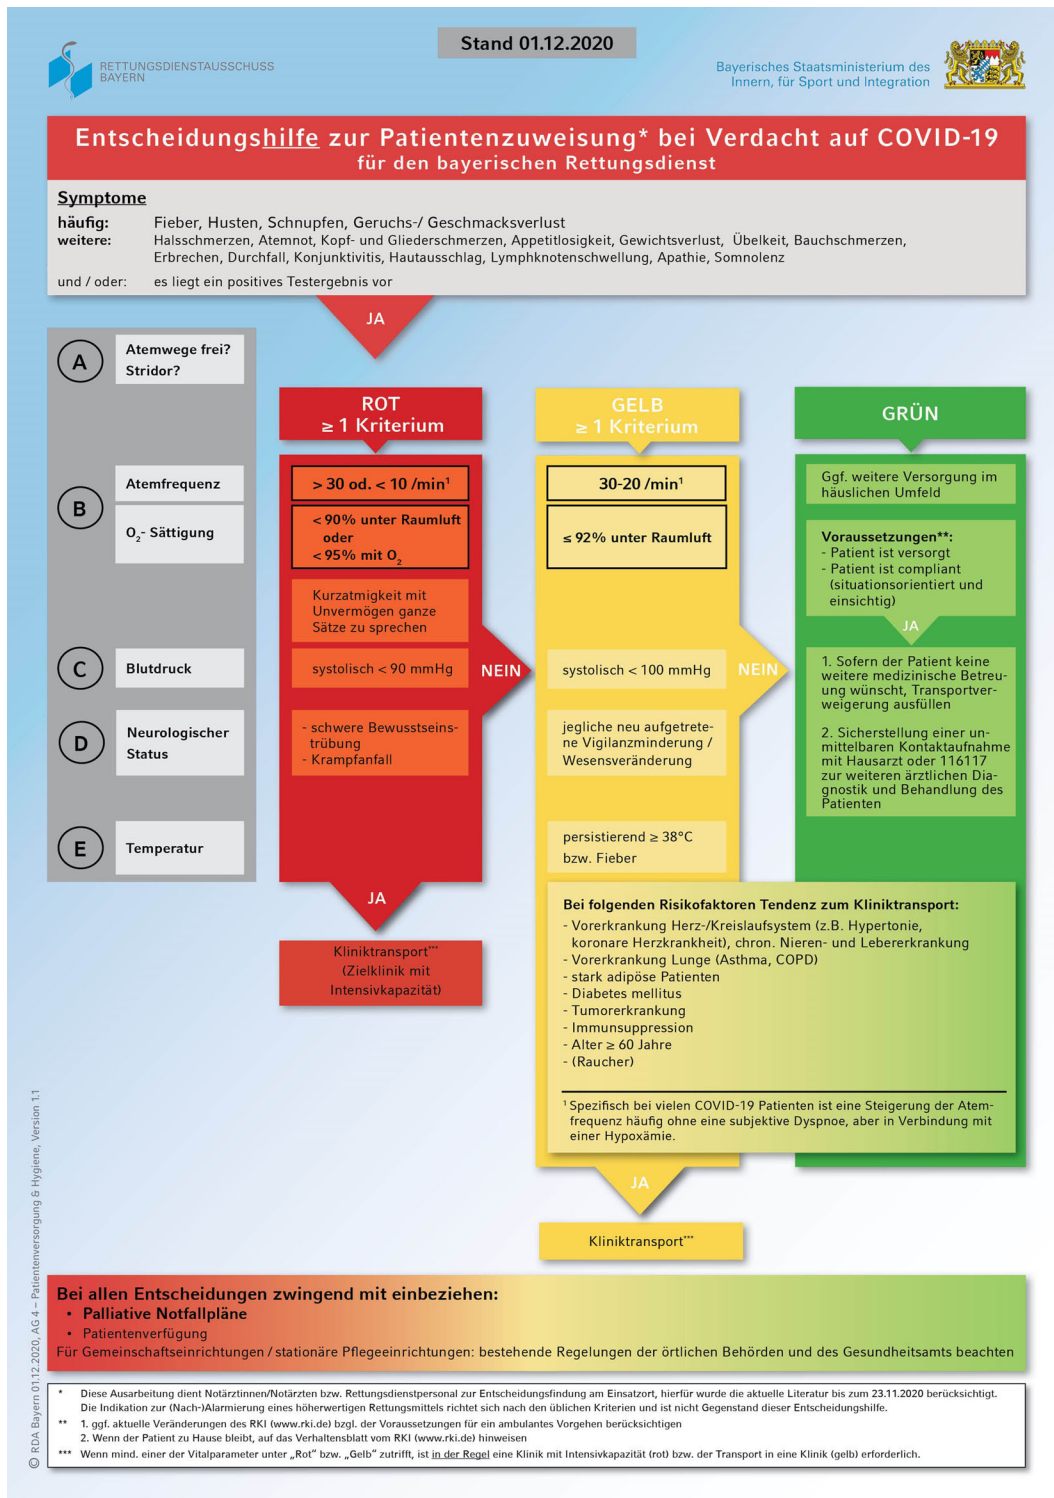 Stand 01.12.2020
RETTUNGSDIENSTAUSSCHUSS
BAYERN
Bayerisches Staatsministerium des
Innern, für Sport und Integration
Entscheidungshilfe zur Patientenzuweisung* bei Verdacht auf COVID-19
für den bayerischen Rettungsdienst
Symptome
häufig: Fieber, Husten, Schnupfen, Geruchs-/ Geschmacksverlust
weitere: Halsschmerzen, Atemnot, Kopf- und Gliederschmerzen, Appetitlosigkeit, Gewichtsverlust, Übelkeit, Bauchschmerzen,
Erbrechen, Durchfall, Konjunktivitis, Hautausschlag, Lymphknotenschwellung, Apathie, Somnolenz
und / oder: es liegt ein positives Testergebnis vor
JA
A
Atemwege frei?
Stridor?
B
Atemfrequenz
O₂- Sättigung
C
Blutdruck
D
Neurologischer
Status
E
Temperatur
ROT
≥ 1 Kriterium
> 30 od. < 10 /min¹
< 90% unter Raumluft
oder
< 95% mit O₂
Kurzatmigkeit mit
Unvermögen ganze
Sätze zu sprechen
systolisch < 90 mmHg
- schwere Bewusstseins-
trübung
- Krampfanfall
NEIN
JA
Kliniktransport***
(Zielklinik mit
Intensivkapazität)
GELB
≥ 1 Kriterium
30-20 /min¹
≤ 92% unter Raumluft
systolisch < 100 mmHg
jegliche neu aufgetrete-
ne Vigilanzminderung /
Wesensveränderung
persistierend ≥ 38°C
bzw. Fieber
NEIN
GRÜN
Ggf. weitere Versorgung im
häuslichen Umfeld
Voraussetzungen**:
- Patient ist versorgt
- Patient ist compliant
(situationsorientiert und
einsichtig)
JA
1. Sofern der Patient keine
weitere medizinische Betreu-
ung wünscht, Transportver-
weigerung ausfüllen
2. Sicherstellung einer un-
mittelbaren Kontaktaufnahme
mit Hausarzt oder 116117
zur weiteren ärztlichen Dia-
gnostik und Behandlung des
Patienten
Bei folgenden Risikofaktoren Tendenz zum Kliniktransport:
- Vorerkrankung Herz-/Kreislaufsystem (z.B. Hypertonie,
koronare Herzkrankheit), chron. Nieren- und Lebererkrankung
- Vorerkrankung Lunge (Asthma, COPD)
- stark adipöse Patienten
- Diabetes mellitus
- Tumorerkrankung
- Immunsuppression
- Alter ≥ 60 Jahre
- (Raucher)
¹ Spezifisch bei vielen COVID-19 Patienten ist eine Steigerung der Atem-
frequenz häufig ohne eine subjektive Dyspnoe, aber in Verbindung mit
einer Hypoxämie.
JA
Kliniktransport***
Bei allen Entscheidungen zwingend mit einbeziehen:
• Palliative Notfallpläne
• Patientenverfügung
Für Gemeinschaftseinrichtungen / stationäre Pflegeeinrichtungen: bestehende Regelungen der örtlichen Behörden und des Gesundheitsamts beachten
* Diese Ausarbeitung dient Notärztinnen/Notärzten bzw. Rettungsdienstpersonal zur Entscheidungsfindung am Einsatzort, hierfür wurde die aktuelle Literatur bis zum 23.11.2020 berücksichtigt.
Die Indikation zur (Nach-)Alarmierung eines höherwertigen Rettungsmittels richtet sich nach den üblichen Kriterien und ist nicht Gegenstand dieser Entscheidungshilfe.
** 1. ggf. aktuelle Veränderungen des RKI (www.rki.de) bzgl. der Voraussetzungen für ein ambulantes Vorgehen berücksichtigen
2. Wenn der Patient zu Hause bleibt, auf das Verhaltensblatt vom RKI (www.rki.de) hinweisen
*** Wenn mind. einer der Vitalparameter unter „Rot“ bzw. „Gelb“ zutrifft, ist in der Regel eine Klinik mit Intensivkapazität (rot) bzw. der Transport in eine Klinik (gelb) erforderlich.
© RDA Bayern 01.12.2020, AG 4 – Patientenversorgung & Hygiene, Version 1.1